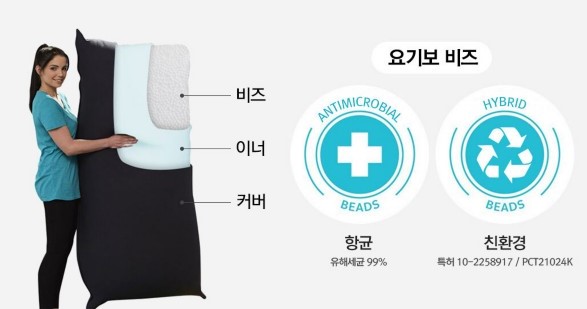 요기보 비즈
비즈
이너
커버
ANTIMICROBIAL
BEADS
HYBRID
BEADS
항균
유해세균 99%
친환경
특허 10-2258917 / PCT21024K